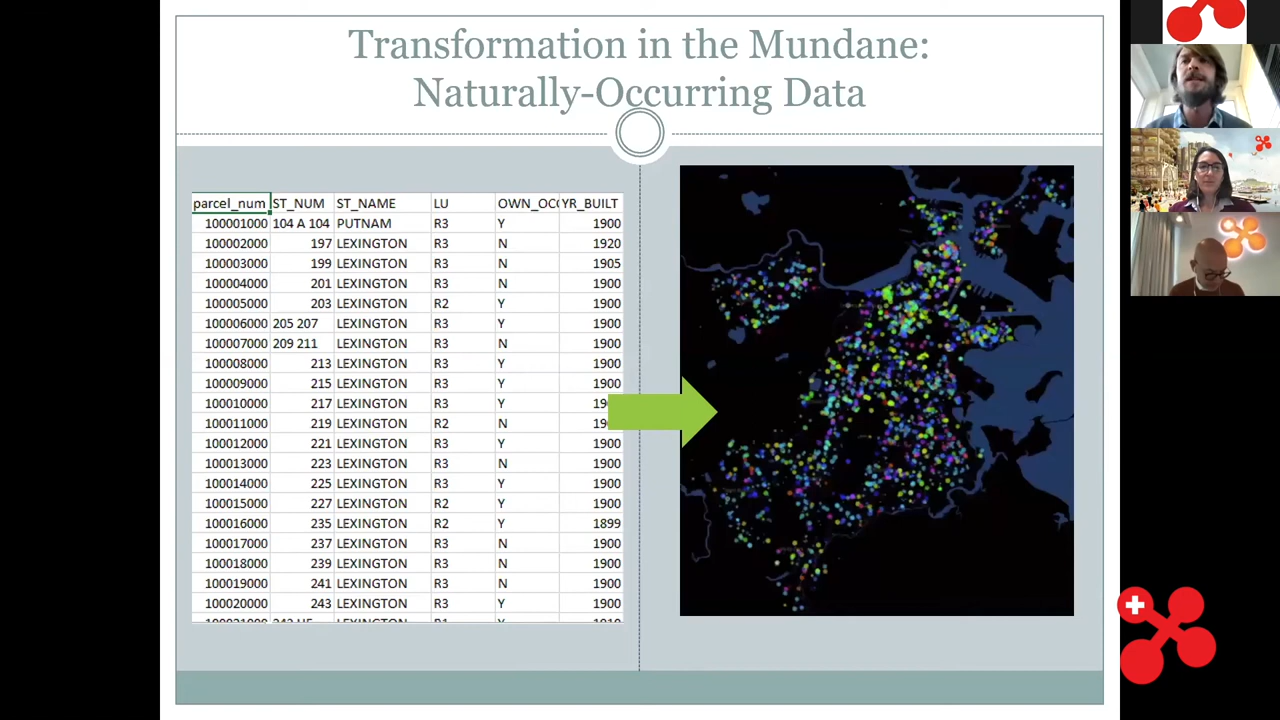 Transformation in the Mundane:
Naturally-Occurring Data
parcel_num ST_NUM ST_NAME LU OWN_OCC YR_BUILT
100001000 104 A 104 PUTNAM R3 Y 1900
100002000 197 LEXINGTON R3 N 1920
100003000 199 LEXINGTON R3 N 1905
100004000 201 LEXINGTON R3 N 1900
100005000 203 LEXINGTON R2 Y 1900
100006000 205 207 LEXINGTON R3 Y 1900
100007000 209 211 LEXINGTON R3 N 1900
100008000 213 LEXINGTON R3 Y 1900
100009000 215 LEXINGTON R3 Y 1900
100010000 217 LEXINGTON R3 Y 19
100011000 219 LEXINGTON R2 N 19
100012000 221 LEXINGTON R3 Y 1900
100013000 223 LEXINGTON R3 N 1900
100014000 225 LEXINGTON R3 Y 1900
100015000 227 LEXINGTON R2 Y 1900
100016000 235 LEXINGTON R2 Y 1899
100017000 237 LEXINGTON R3 N 1900
100018000 239 LEXINGTON R3 N 1900
100019000 241 LEXINGTON R3 N 1900
100020000 243 LEXINGTON R3 Y 1900